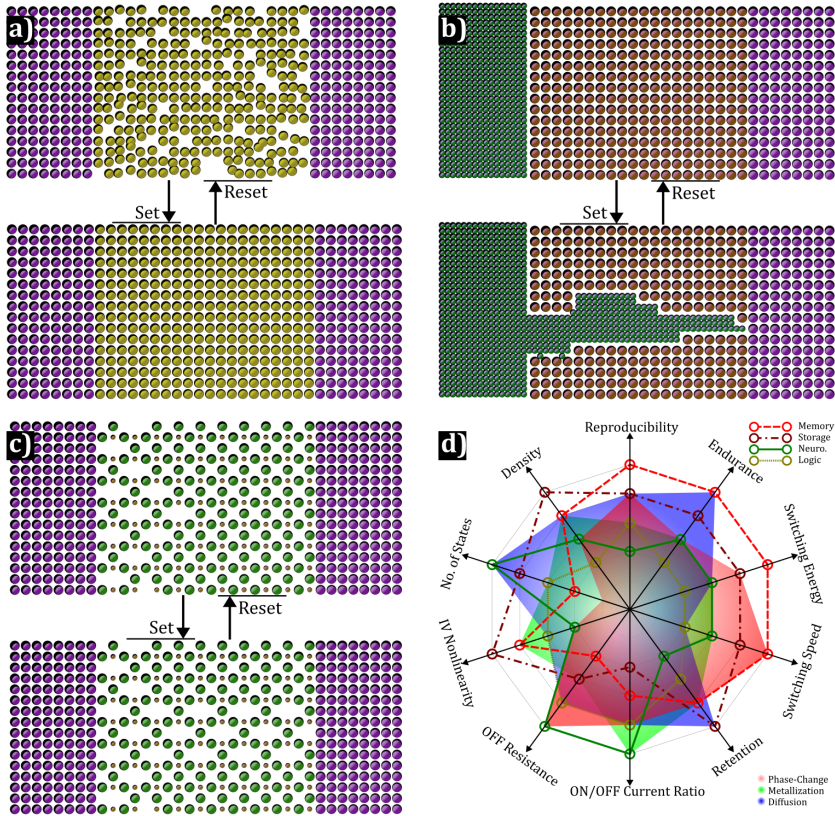 a)
Set
Reset
b)
Set
Reset
c)
Set
Reset
d)
Reproducibility
Endurance
Switching Energy
Switching Speed
Retention
ON/OFF Current Ratio
OFF Resistance
IV Nonlinearity
No. of States
Density
Memory
Storage
Neuro.
Logic
Phase-Change
Metallization
Diffusion